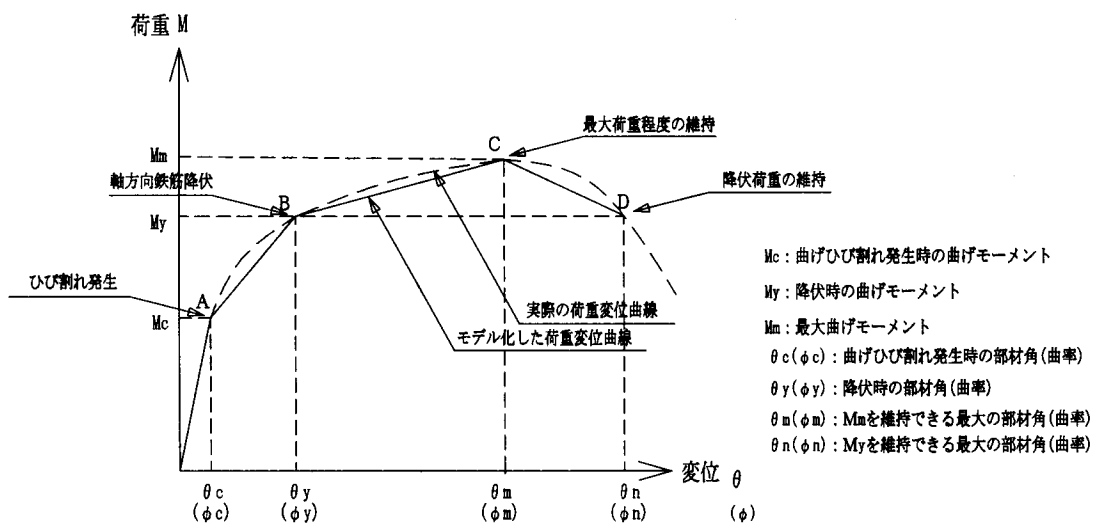 荷重 M
最大荷重程度の維持
C
Mm
軸方向鉄筋降伏
B
降伏荷重の維持
D
My
Mc：曲げひび割れ発生時の曲げモーメント
ひび割れ発生
A
My：降伏時の曲げモーメント
実際の荷重変位曲線
Mc
モデル化した荷重変位曲線
Mm：最大曲げモーメント
θc(φc)：曲げひび割れ発生時の部材角(曲率)
θy(φy)：降伏時の部材角(曲率)
θm(φm)：Mmを維持できる最大の部材角(曲率)
θn(φn)：Myを維持できる最大の部材角(曲率)
変位 θ
θc θy θm θn
(φc) (φy) (φm) (φn) (φ)